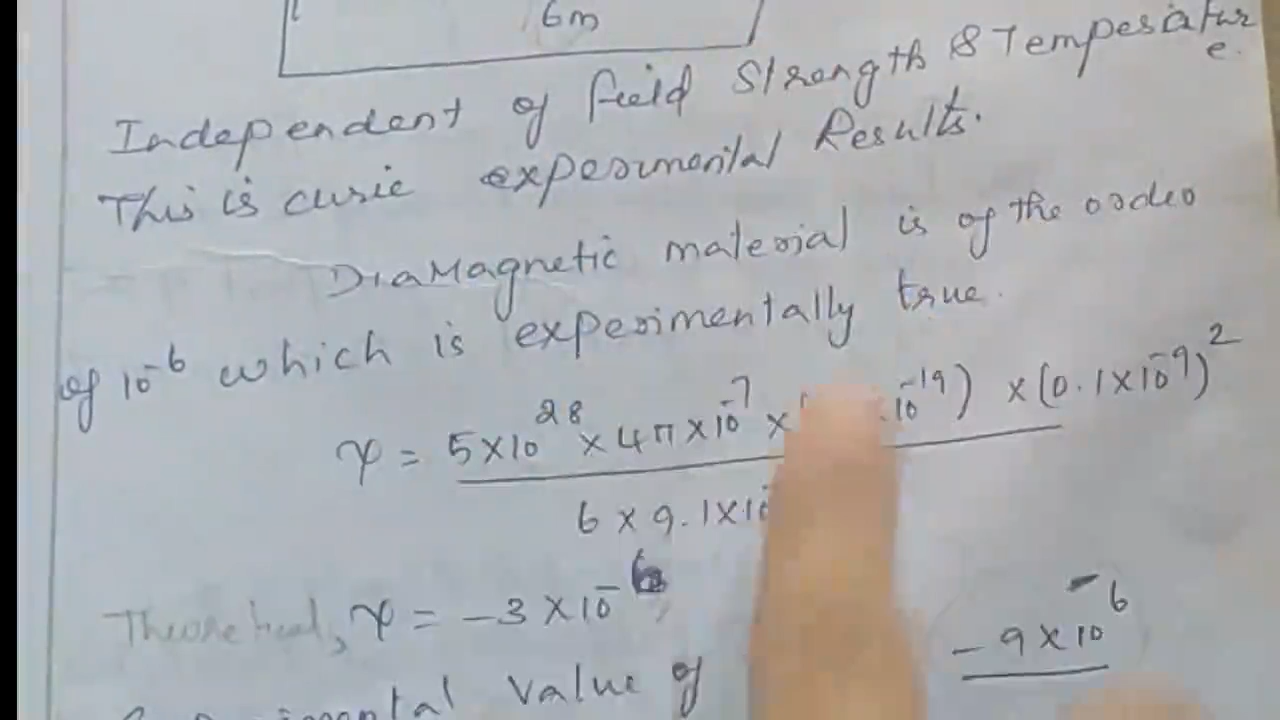 6m
Independent of field Strength & Temperature.
This is curie experimental Results.
DiaMagnetic material is of the order
of 10⁻⁶ which is experimentally true.
χ = 5×10²⁸ × 4π×10⁻⁷ × 10⁻¹⁹) × (0.1×10⁻⁹)²
6 × 9.1×10
Theoretical, χ = −3×10⁻⁶
−9×10⁻⁶
value of